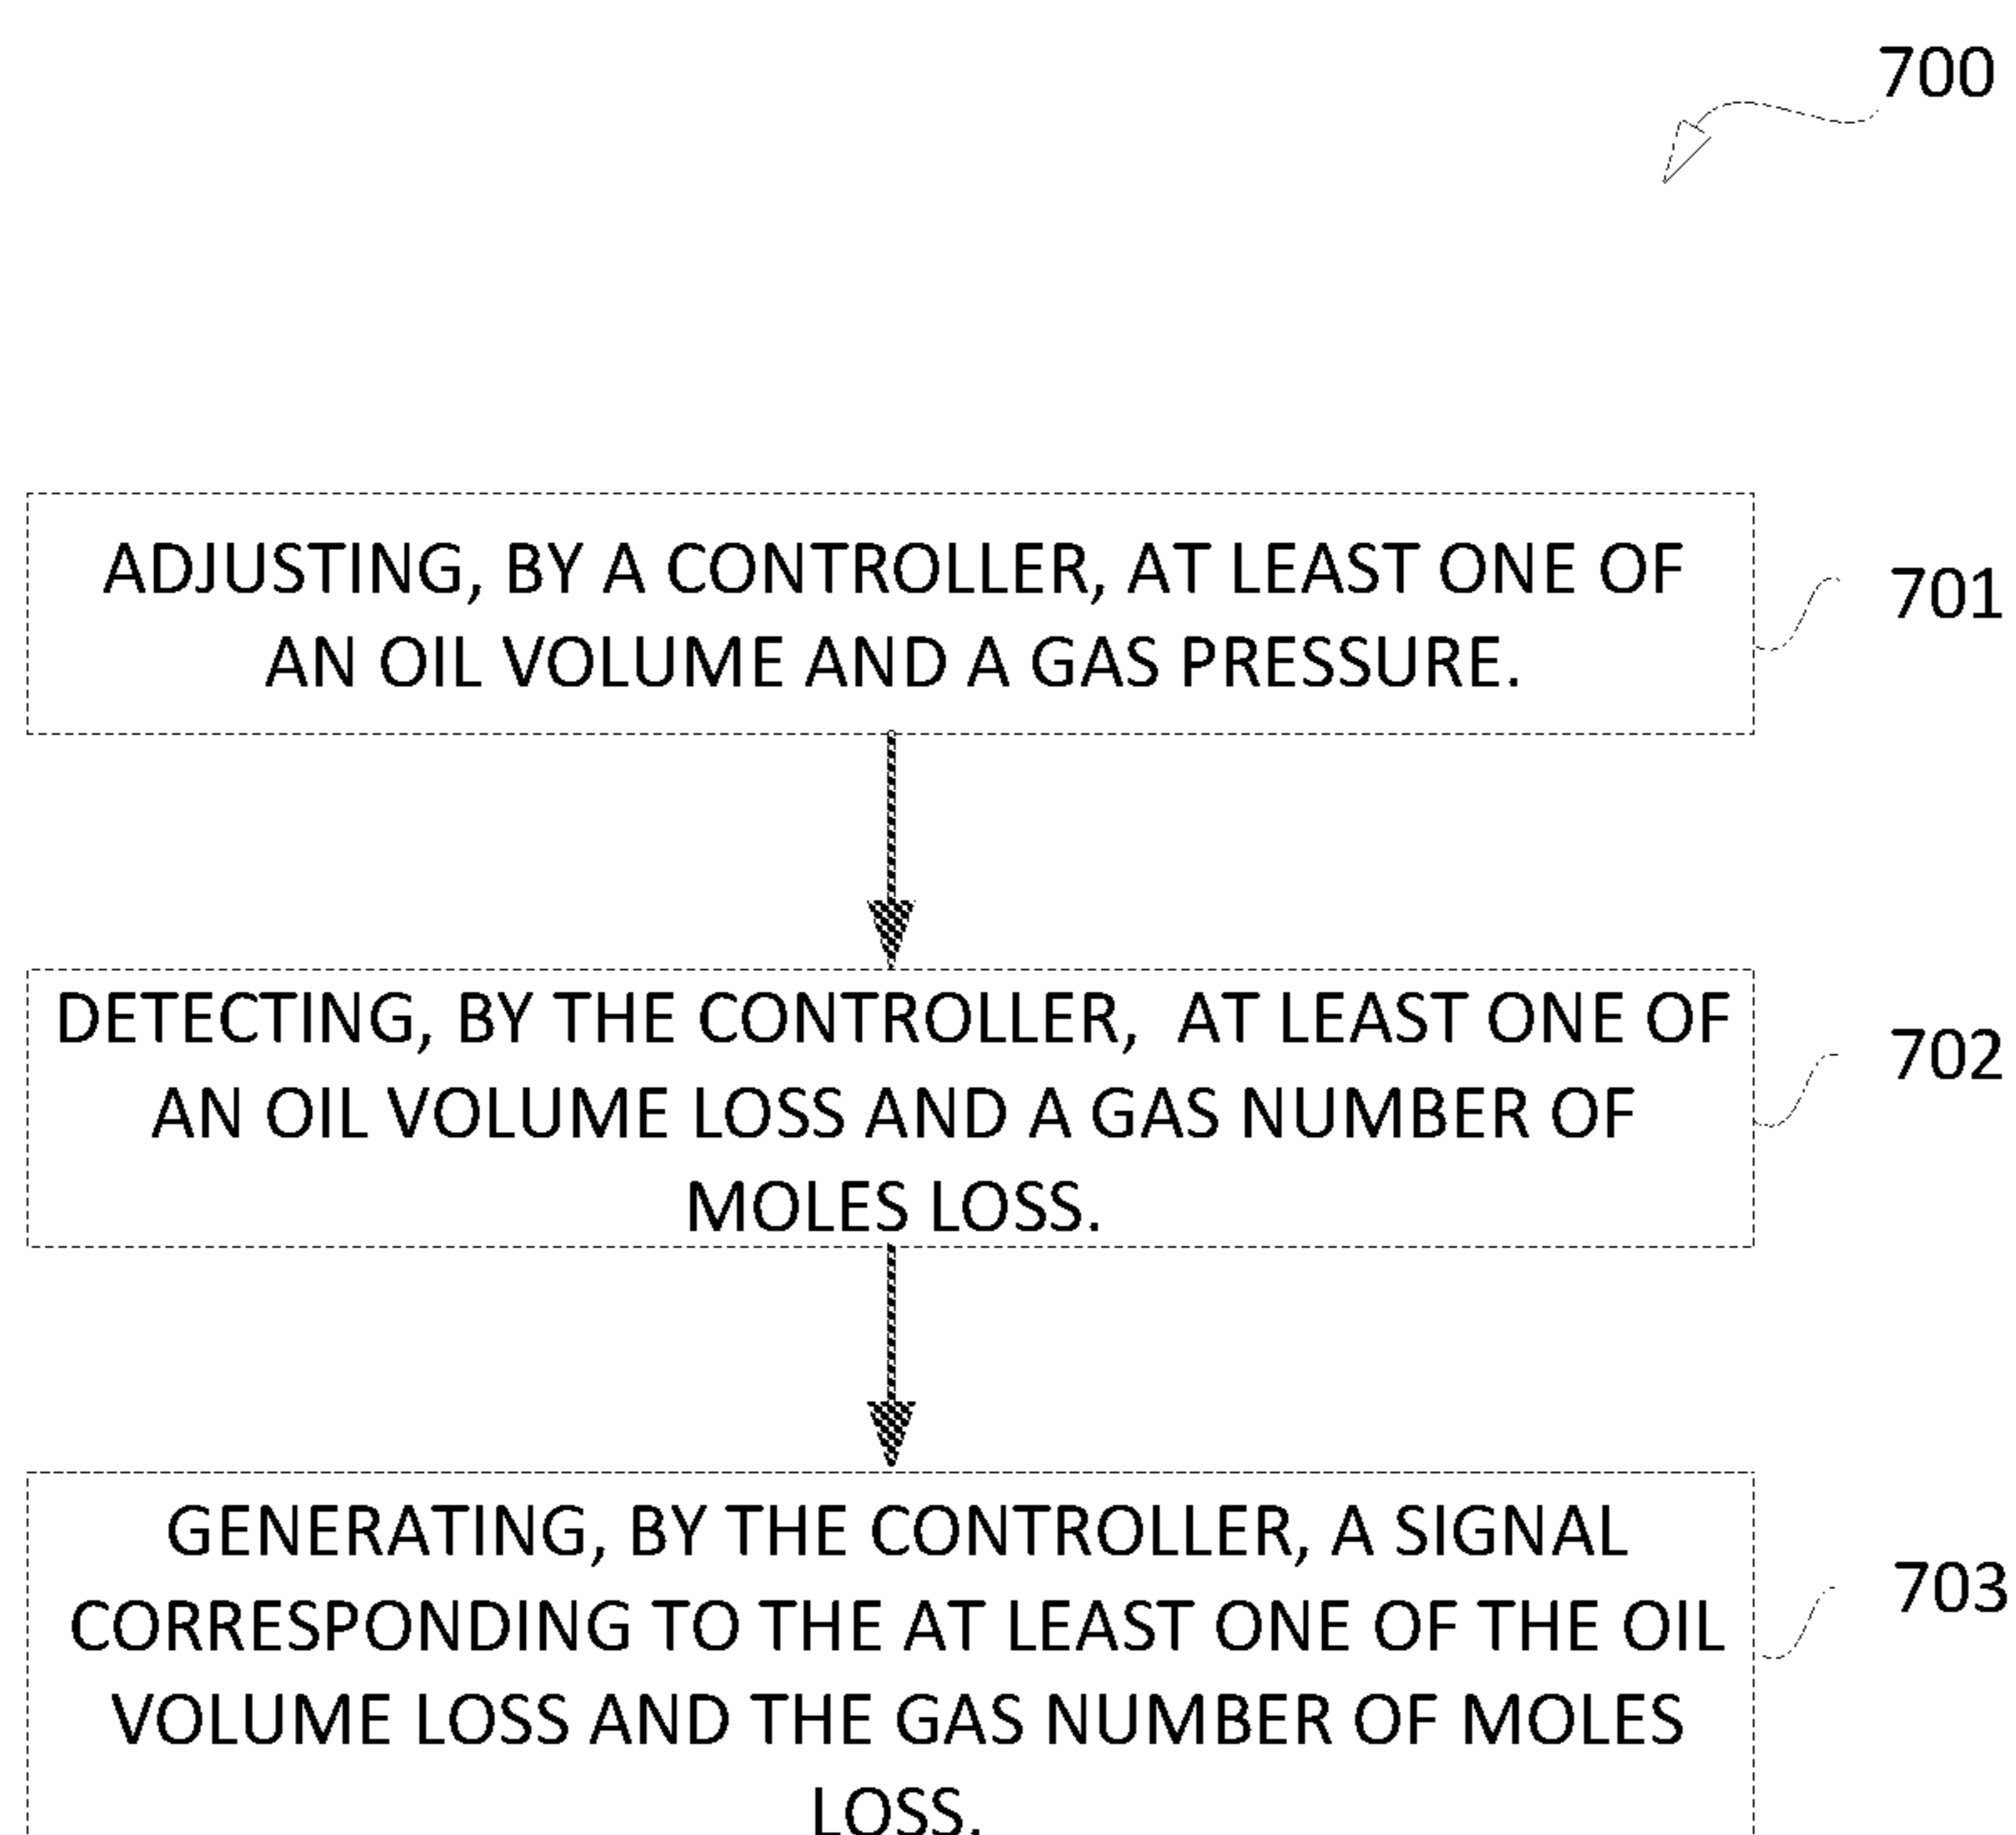 700
ADJUSTING, BY A CONTROLLER, AT LEAST ONE OF
AN OIL VOLUME AND A GAS PRESSURE.
701
DETECTING, BY THE CONTROLLER, AT LEAST ONE OF
AN OIL VOLUME LOSS AND A GAS NUMBER OF
MOLES LOSS.
702
GENERATING, BY THE CONTROLLER, A SIGNAL
CORRESPONDING TO THE AT LEAST ONE OF THE OIL
VOLUME LOSS AND THE GAS NUMBER OF MOLES
LOSS.
703